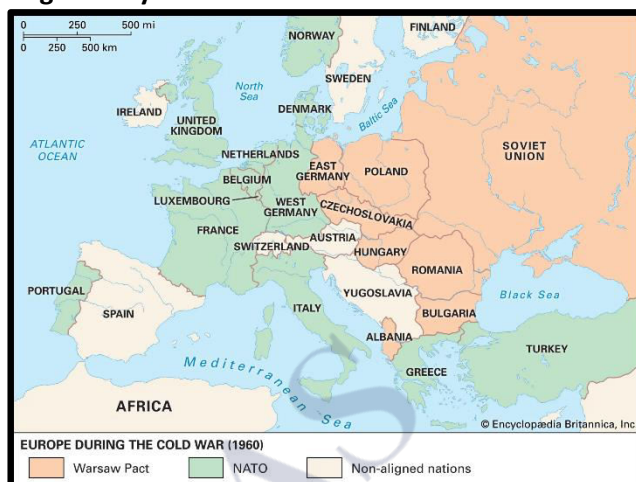 0 250 500 mi
0 250 500 km
NORWAY
FINLAND
SWEDEN
North
Sea
DENMARK
Baltic Sea
IRELAND
UNITED
KINGDOM
ATLANTIC
OCEAN
NETHERLANDS
BELGIUM
LUXEMBOURG
EAST
GERMANY
POLAND
SOVIET
UNION
WEST
GERMANY
CZECHOSLOVAKIA
FRANCE
SWITZERLAND
AUSTRIA
HUNGARY
ROMANIA
PORTUGAL
SPAIN
ITALY
YUGOSLAVIA
BULGARIA
Black Sea
ALBANIA
GREECE
TURKEY
Mediterranean Sea
AFRICA
© Encyclopædia Britannica, Inc
EUROPE DURING THE COLD WAR (1960)
Warsaw Pact
NATO
Non-aligned nations